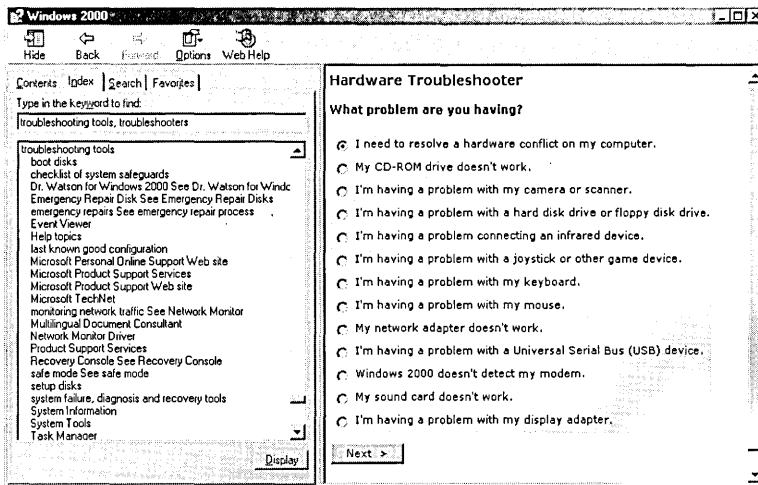 Windows 2000
Hide Back Forward Options Web Help
Contents Index Search Favorites
Type in the keyword to find:
troubleshooting tools, troubleshooters
troubleshooting tools
boot disks
checklist of system safeguards
Dr. Watson for Windows 2000 See Dr. Watson for Windc
Emergency Repair Disk See Emergency Repair Disks
emergency repairs See emergency repair process
Event Viewer
Help topics
last known good configuration
Microsoft Personal Online Support Web site
Microsoft Product Support Services
Microsoft Product Support Web site
Microsoft TechNet
monitoring network traffic See Network Monitor
Multilingual Document Consultant
Network Monitor Driver
Product Support Services
Recovery Console See Recovery Console
safe mode See safe mode
setup disks
system failure, diagnosis and recovery tools
System Information
System Tools
Task Manager
Display
Hardware Troubleshooter
What problem are you having?
I need to resolve a hardware conflict on my computer.
My CD-ROM drive doesn't work.
I'm having a problem with my camera or scanner.
I'm having a problem with a hard disk drive or floppy disk drive.
I'm having a problem connecting an infrared device.
I'm having a problem with a joystick or other game device.
I'm having a problem with my keyboard.
I'm having a problem with my mouse.
My network adapter doesn't work.
I'm having a problem with a Universal Serial Bus (USB) device.
Windows 2000 doesn't detect my modem.
My sound card doesn't work.
I'm having a problem with my display adapter.
Next >